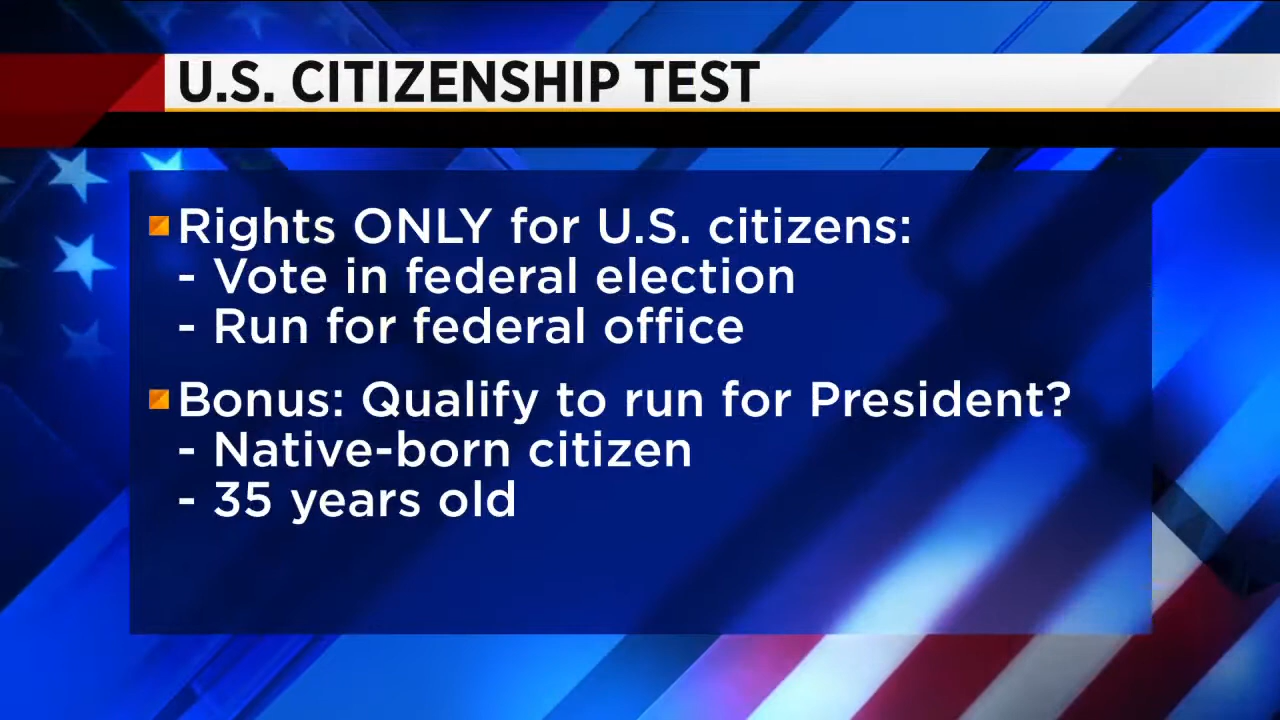 U.S. CITIZENSHIP TEST
Rights ONLY for U.S. citizens:
- Vote in federal election
- Run for federal office
Bonus: Qualify to run for President?
- Native-born citizen
- 35 years old